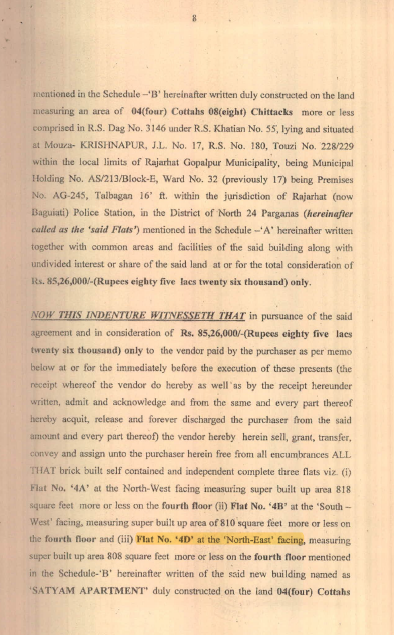 8
mentioned in the Schedule –‘B’ hereinafter written duly constructed on the land
measuring an area of 04(four) Cottahs 08(eight) Chittacks more or less
comprised in R.S. Dag No. 3146 under R.S. Khatian No. 55, lying and situated
at Mouza- KRISHNAPUR, J.L. No. 17, R.S. No. 180, Touzi No. 228/229
within the local limits of Rajarhat Gopalpur Municipality, being Municipal
Holding No. AS/213/Block-E, Ward No. 32 (previously 17) being Premises
No. AG-245, Talbagan 16’ ft. within the jurisdiction of Rajarhat (now
Baguiati) Police Station, in the District of North 24 Parganas (hereinafter
called as the ‘said Flats’) mentioned in the Schedule –‘A’ hereinafter written
together with common areas and facilities of the said building along with
undivided interest or share of the said land at or for the total consideration of
Rs. 85,26,000/-(Rupees eighty five lacs twenty six thousand) only.
NOW THIS INDENTURE WITNESSETH THAT in pursuance of the said
agreement and in consideration of Rs. 85,26,000/-(Rupees eighty five lacs
twenty six thousand) only to the vendor paid by the purchaser as per memo
below at or for the immediately before the execution of these presents (the
receipt whereof the vendor do hereby as well as by the receipt hereunder
written, admit and acknowledge and from the same and every part thereof
hereby acquit, release and forever discharged the purchaser from the said
amount and every part thereof) the vendor hereby herein sell, grant, transfer,
convey and assign unto the purchaser herein free from all encumbrances ALL
THAT brick built self contained and independent complete three flats viz. (i)
Flat No. ‘4A’ at the North-West facing measuring super built up area 818
square feet more or less on the fourth floor (ii) Flat No. ‘4B’ at the ‘South –
West’ facing, measuring super built up area of 810 square feet more or less on
the fourth floor and (iii) Flat No. ‘4D’ at the ‘North-East’ facing, measuring
super built up area 808 square feet more or less on the fourth floor mentioned
in the Schedule-‘B’ hereinafter written of the said new building named as
‘SATYAM APARTMENT’ duly constructed on the land 04(four) Cottahs